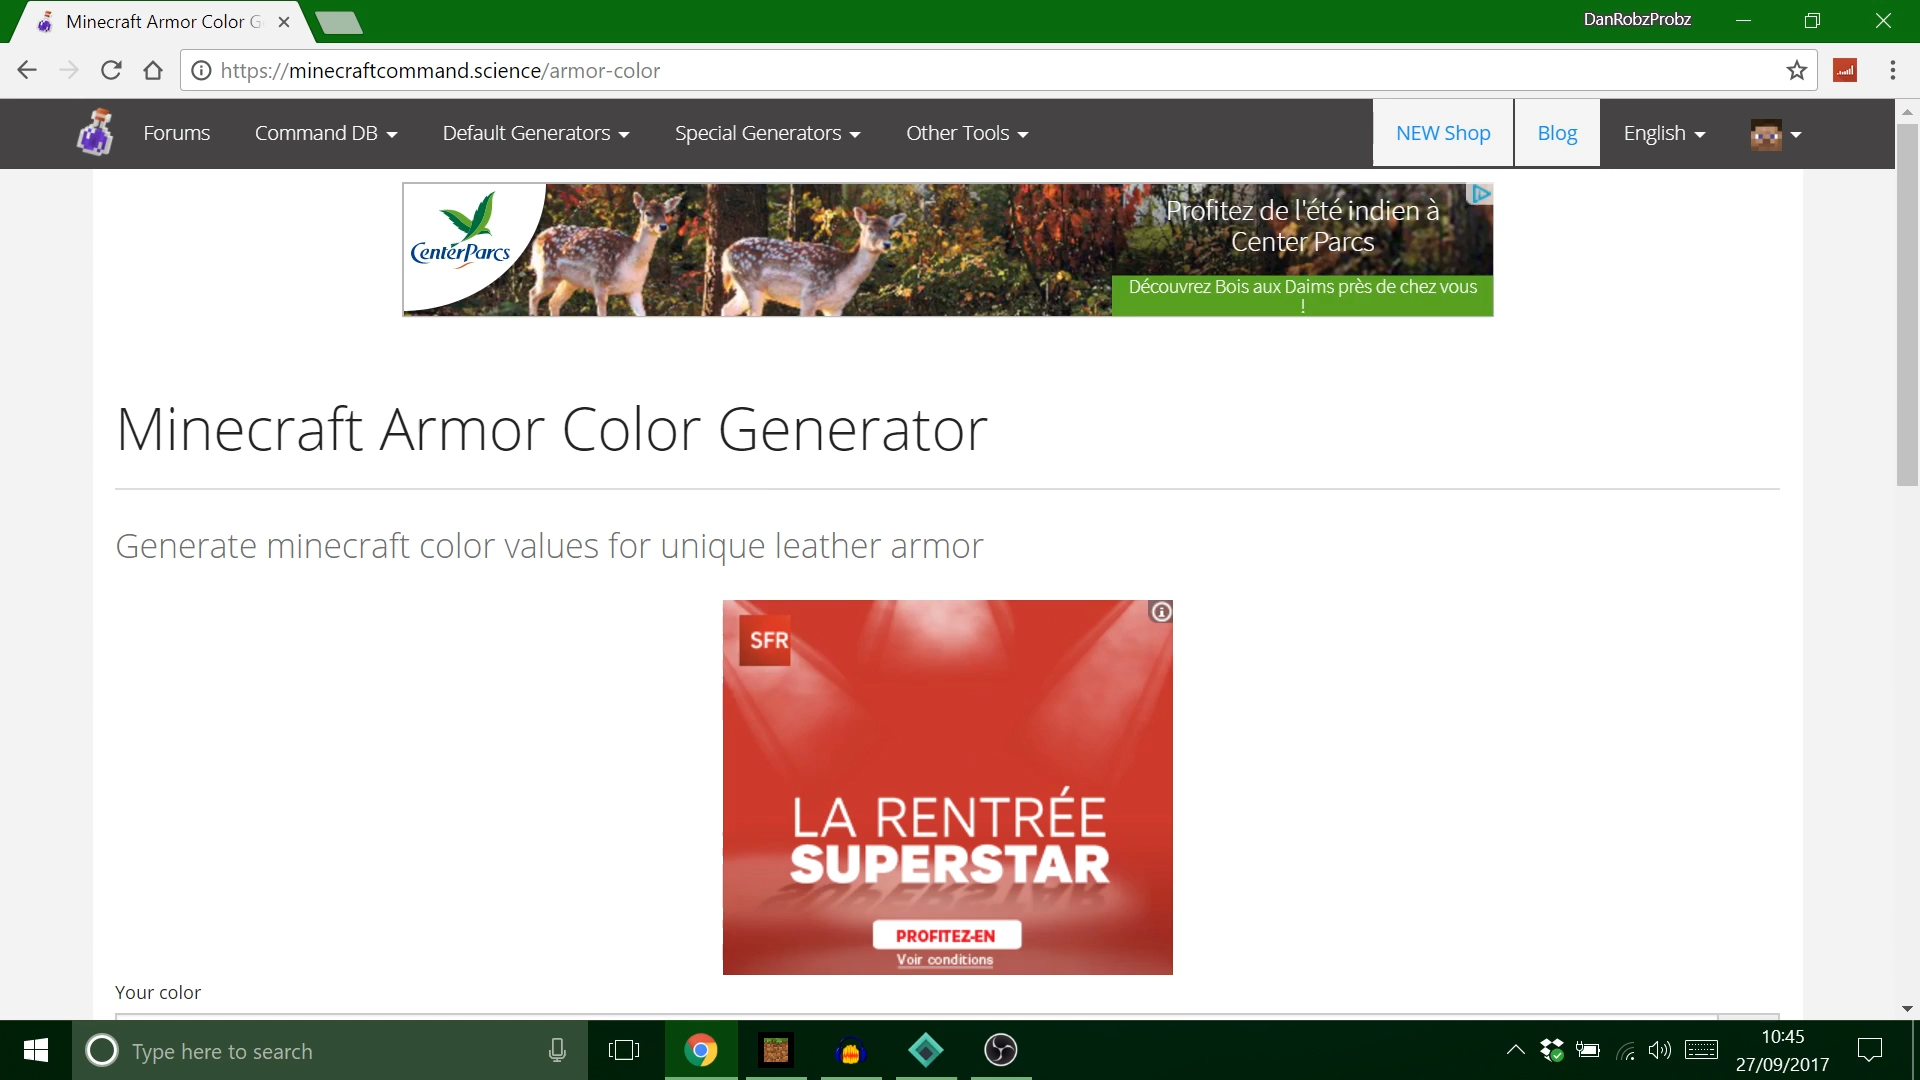 Minecraft Armor Color G
DanRobzProbz
https://minecraftcommand.science/armor-color
Forums
Command DB
Default Generators
Special Generators
Other Tools
NEW Shop
Blog
English
CenterParcs
Profitez de l'été indien à
Center Parcs
Découvrez Bois aux Daims près de chez vous
!
Minecraft Armor Color Generator
Generate minecraft color values for unique leather armor
SFR
LA RENTRÉE
SUPERSTAR
PROFITEZ-EN
Voir conditions
Your color
Type here to search
10:45
27/09/2017